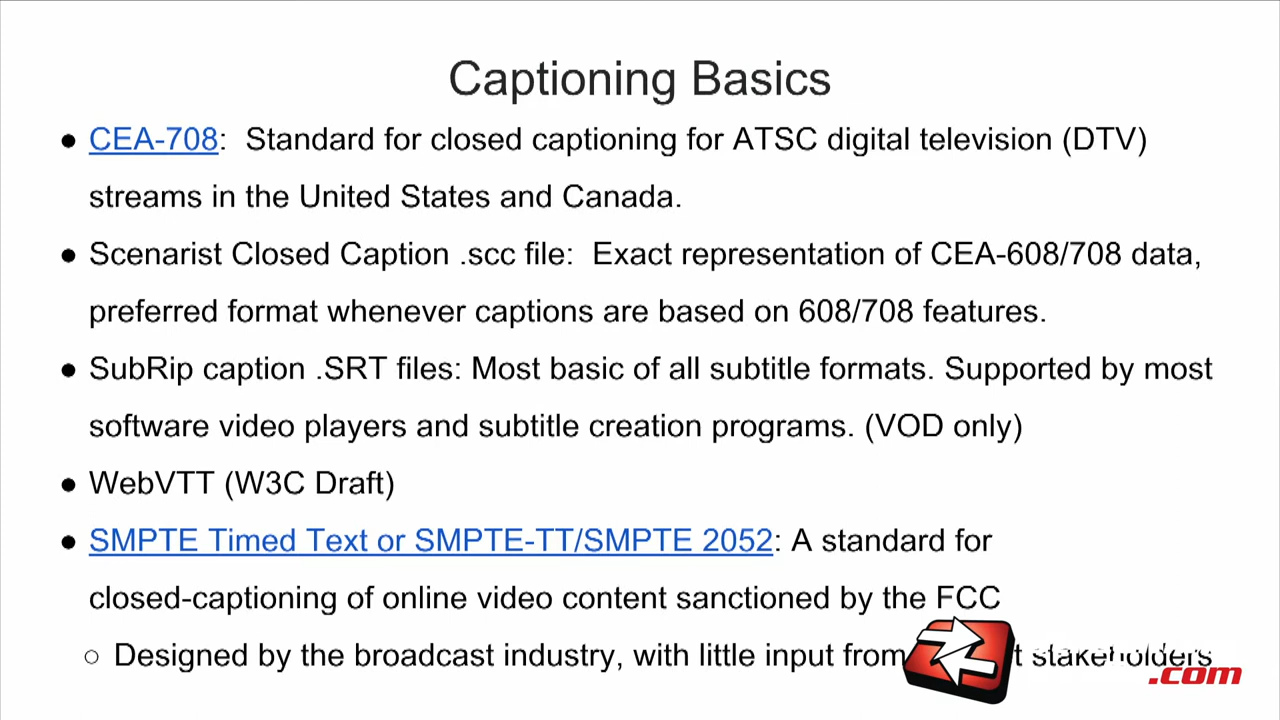 Captioning Basics
● CEA-708:  Standard for closed captioning for ATSC digital television (DTV)
streams in the United States and Canada.
● Scenarist Closed Caption .scc file:  Exact representation of CEA-608/708 data,
preferred format whenever captions are based on 608/708 features.
● SubRip caption .SRT files: Most basic of all subtitle formats. Supported by most
software video players and subtitle creation programs. (VOD only)
● WebVTT (W3C Draft)
● SMPTE Timed Text or SMPTE-TT/SMPTE 2052: A standard for
closed-captioning of online video content sanctioned by the FCC
○ Designed by the broadcast industry, with little input from stakeholders
.com